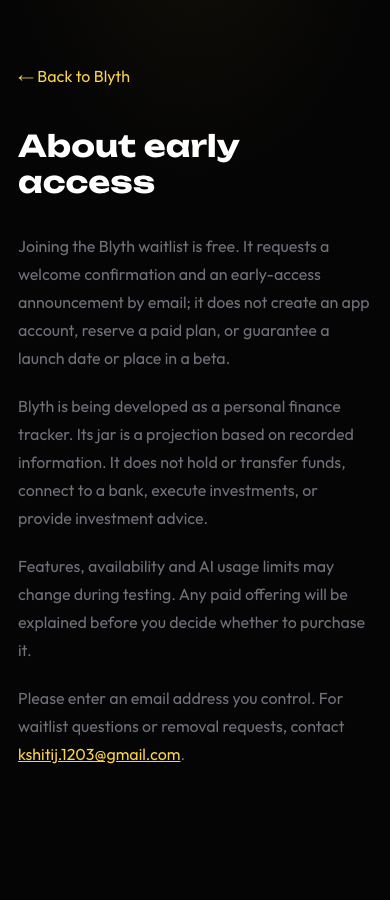 ← Back to Blyth
About early
access
Joining the Blyth waitlist is free. It requests a
welcome confirmation and an early-access
announcement by email; it does not create an app
account, reserve a paid plan, or guarantee a
launch date or place in a beta.
Blyth is being developed as a personal finance
tracker. Its jar is a projection based on recorded
information. It does not hold or transfer funds,
connect to a bank, execute investments, or
provide investment advice.
Features, availability and AI usage limits may
change during testing. Any paid offering will be
explained before you decide whether to purchase
it.
Please enter an email address you control. For
waitlist questions or removal requests, contact
kshitij.1203@gmail.com.